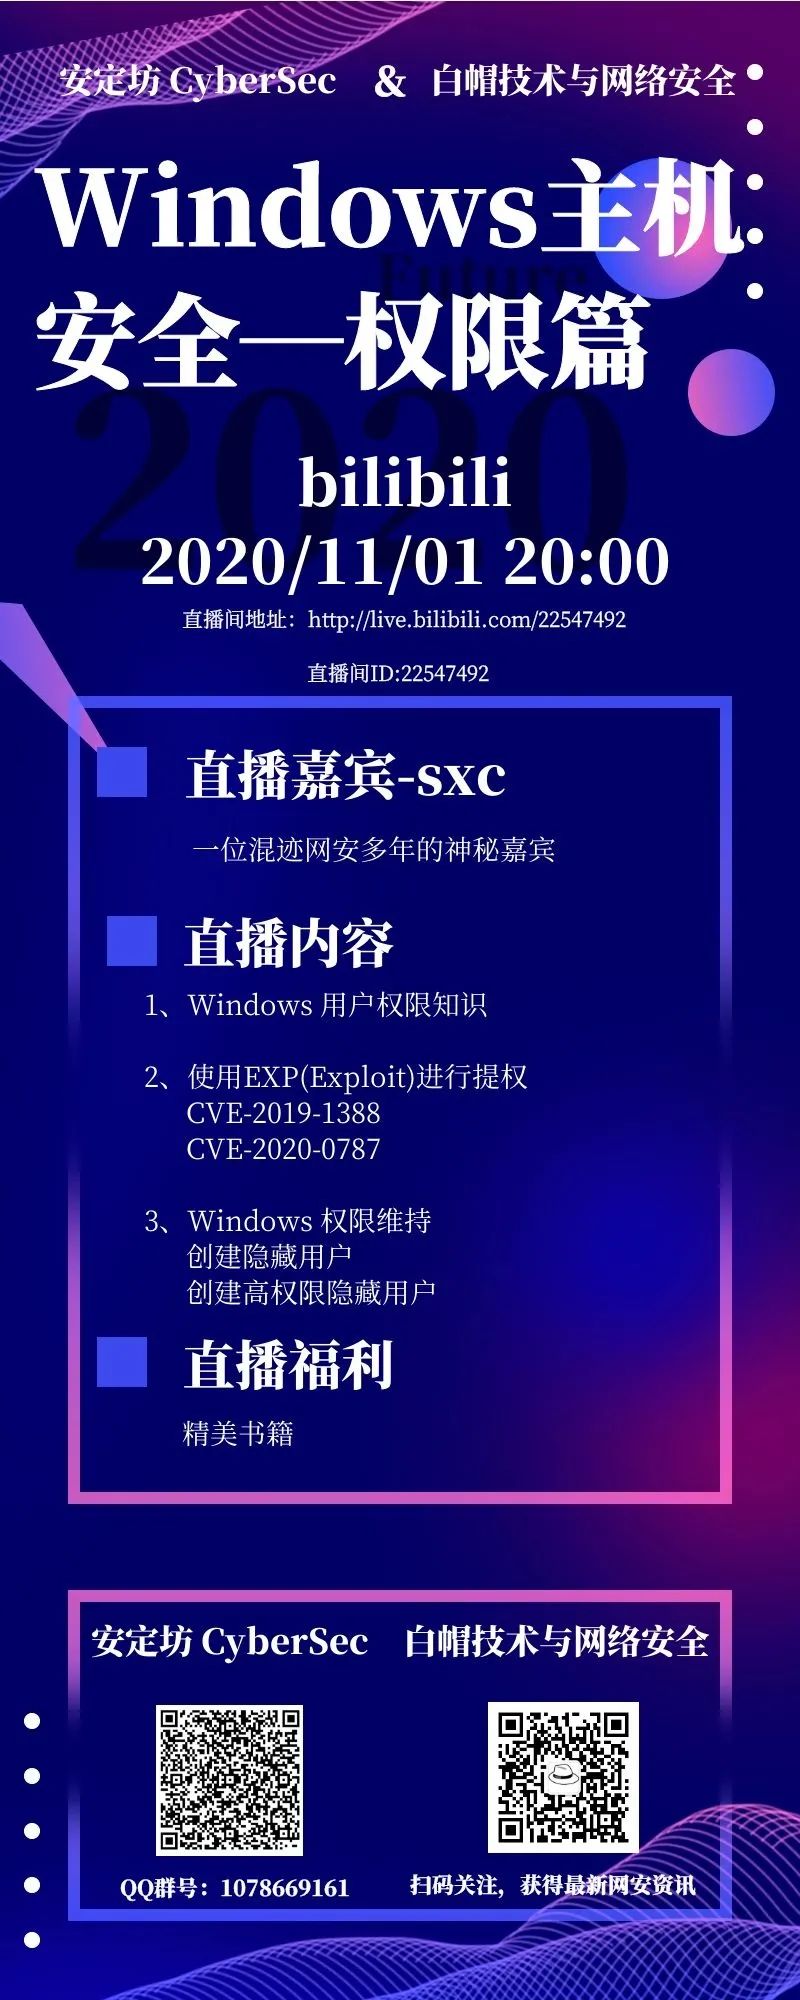 安定坊 CyberSec & 白帽技术与网络安全
Windows主机
Future
安全—权限篇
2020
bilibili
2020/11/01 20:00
直播间地址：http://live.bilibili.com/22547492
直播间ID:22547492
直播嘉宾-sxc
一位混迹网安多年的神秘嘉宾
直播内容
1、Windows 用户权限知识
2、使用EXP(Exploit)进行提权
CVE-2019-1388
CVE-2020-0787
3、Windows 权限维持
创建隐藏用户
创建高权限隐藏用户
直播福利
精美书籍
安定坊 CyberSec 白帽技术与网络安全
QQ群号：1078669161
扫码关注，获得最新网安资讯